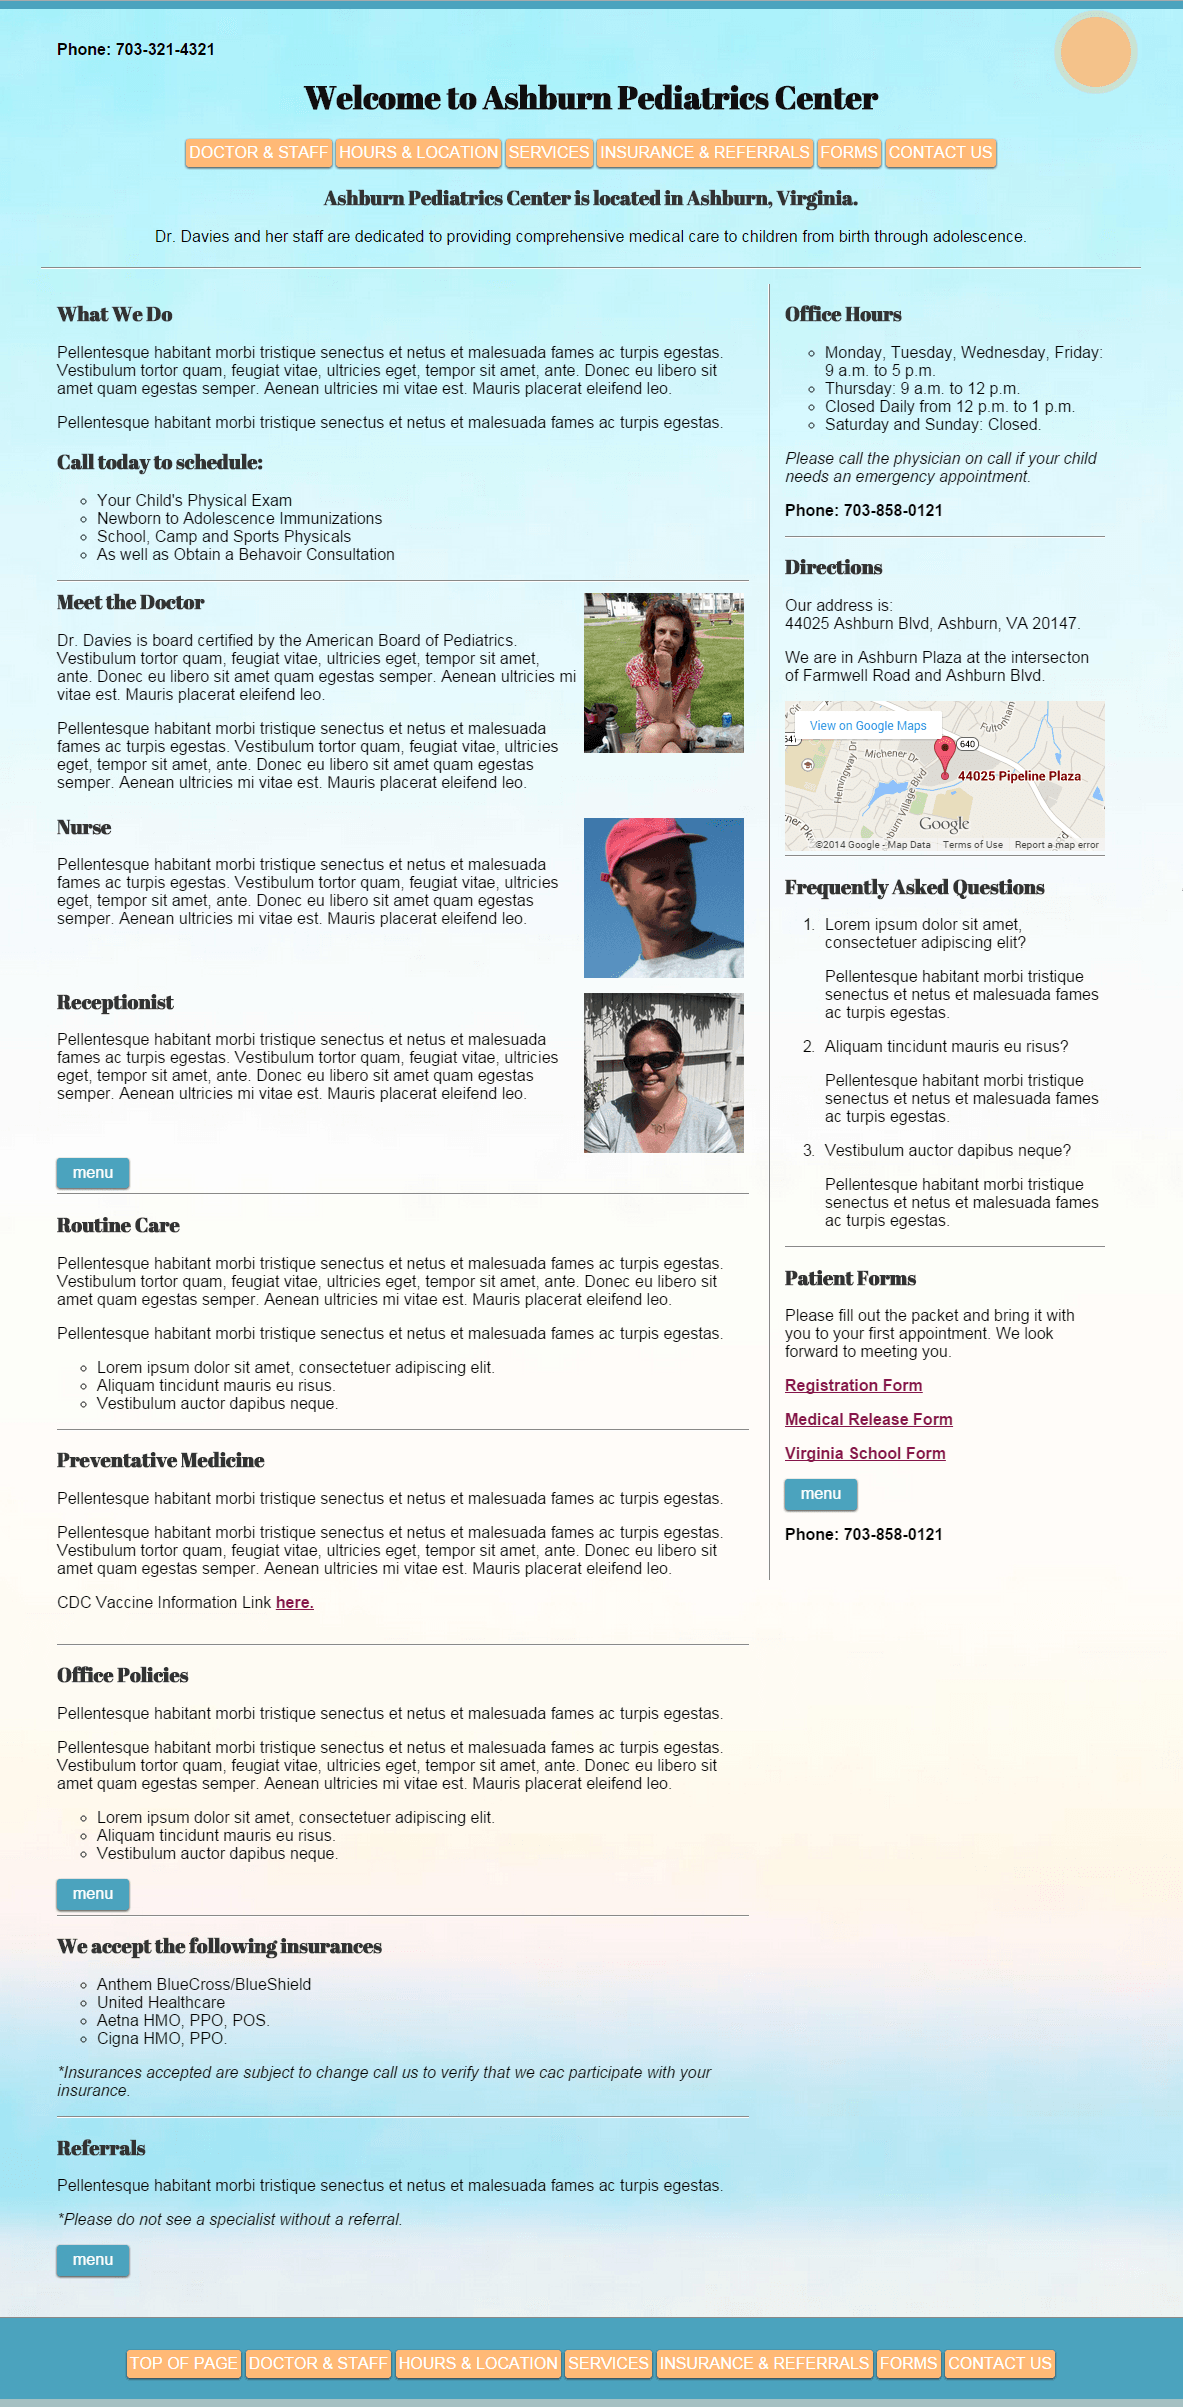 Phone: 703-321-4321
Welcome to Ashburn Pediatrics Center
DOCTOR & STAFF HOURS & LOCATION SERVICES INSURANCE & REFERRALS FORMS CONTACT US
Ashburn Pediatrics Center is located in Ashburn, Virginia.
Dr. Davies and her staff are dedicated to providing comprehensive medical care to children from birth through adolescence.
What We Do
Pellentesque habitant morbi tristique senectus et netus et malesuada fames ac turpis egestas.
Vestibulum tortor quam, feugiat vitae, ultricies eget, tempor sit amet, ante. Donec eu libero sit
amet quam egestas semper. Aenean ultricies mi vitae est. Mauris placerat eleifend leo.
Pellentesque habitant morbi tristique senectus et netus et malesuada fames ac turpis egestas.
Call today to schedule:
Your Child's Physical Exam
Newborn to Adolescence Immunizations
School, Camp and Sports Physicals
As well as Obtain a Behavoir Consultation
Meet the Doctor
Dr. Davies is board certified by the American Board of Pediatrics.
Vestibulum tortor quam, feugiat vitae, ultricies eget, tempor sit amet,
ante. Donec eu libero sit amet quam egestas semper. Aenean ultricies mi
vitae est. Mauris placerat eleifend leo.
Pellentesque habitant morbi tristique senectus et netus et malesuada
fames ac turpis egestas. Vestibulum tortor quam, feugiat vitae, ultricies
eget, tempor sit amet, ante. Donec eu libero sit amet quam egestas
semper. Aenean ultricies mi vitae est. Mauris placerat eleifend leo.
Nurse
Pellentesque habitant morbi tristique senectus et netus et malesuada
fames ac turpis egestas. Vestibulum tortor quam, feugiat vitae, ultricies
eget, tempor sit amet, ante. Donec eu libero sit amet quam egestas
semper. Aenean ultricies mi vitae est. Mauris placerat eleifend leo.
Receptionist
Pellentesque habitant morbi tristique senectus et netus et malesuada
fames ac turpis egestas. Vestibulum tortor quam, feugiat vitae, ultricies
eget, tempor sit amet, ante. Donec eu libero sit amet quam egestas
semper. Aenean ultricies mi vitae est. Mauris placerat eleifend leo.
menu
Routine Care
Pellentesque habitant morbi tristique senectus et netus et malesuada fames ac turpis egestas.
Vestibulum tortor quam, feugiat vitae, ultricies eget, tempor sit amet, ante. Donec eu libero sit
amet quam egestas semper. Aenean ultricies mi vitae est. Mauris placerat eleifend leo.
Pellentesque habitant morbi tristique senectus et netus et malesuada fames ac turpis egestas.
Lorem ipsum dolor sit amet, consectetuer adipiscing elit.
Aliquam tincidunt mauris eu risus.
Vestibulum auctor dapibus neque.
Preventative Medicine
Pellentesque habitant morbi tristique senectus et netus et malesuada fames ac turpis egestas.
Pellentesque habitant morbi tristique senectus et netus et malesuada fames ac turpis egestas.
Vestibulum tortor quam, feugiat vitae, ultricies eget, tempor sit amet, ante. Donec eu libero sit
amet quam egestas semper. Aenean ultricies mi vitae est. Mauris placerat eleifend leo.
CDC Vaccine Information Link here.
Office Policies
Pellentesque habitant morbi tristique senectus et netus et malesuada fames ac turpis egestas.
Pellentesque habitant morbi tristique senectus et netus et malesuada fames ac turpis egestas.
Vestibulum tortor quam, feugiat vitae, ultricies eget, tempor sit amet, ante. Donec eu libero sit
amet quam egestas semper. Aenean ultricies mi vitae est. Mauris placerat eleifend leo.
Lorem ipsum dolor sit amet, consectetuer adipiscing elit.
Aliquam tincidunt mauris eu risus.
Vestibulum auctor dapibus neque.
menu
We accept the following insurances
Anthem BlueCross/BlueShield
United Healthcare
Aetna HMO, PPO, POS.
Cigna HMO, PPO.
*Insurances accepted are subject to change call us to verify that we cac participate with your
insurance.
Referrals
Pellentesque habitant morbi tristique senectus et netus et malesuada fames ac turpis egestas.
*Please do not see a specialist without a referral.
menu
Office Hours
Monday, Tuesday, Wednesday, Friday:
9 a.m. to 5 p.m.
Thursday: 9 a.m. to 12 p.m.
Closed Daily from 12 p.m. to 1 p.m.
Saturday and Sunday: Closed.
Please call the physician on call if your child
needs an emergency appointment.
Phone: 703-858-0121
Directions
Our address is:
44025 Ashburn Blvd, Ashburn, VA 20147.
We are in Ashburn Plaza at the intersecton
of Farmwell Road and Ashburn Blvd.
View on Google Maps
Fultonham
641
640
Michener Dr
Hemingway Dr
44025 Pipeline Plaza
burn Village Blvd
Google
rner Pkw
Rd
©2014 Google - Map Data Terms of Use Report a map error
Frequently Asked Questions
1. Lorem ipsum dolor sit amet,
consectetuer adipiscing elit?
Pellentesque habitant morbi tristique
senectus et netus et malesuada fames
ac turpis egestas.
2. Aliquam tincidunt mauris eu risus?
Pellentesque habitant morbi tristique
senectus et netus et malesuada fames
ac turpis egestas.
3. Vestibulum auctor dapibus neque?
Pellentesque habitant morbi tristique
senectus et netus et malesuada fames
ac turpis egestas.
Patient Forms
Please fill out the packet and bring it with
you to your first appointment. We look
forward to meeting you.
Registration Form
Medical Release Form
Virginia School Form
menu
Phone: 703-858-0121
TOP OF PAGE DOCTOR & STAFF HOURS & LOCATION SERVICES INSURANCE & REFERRALS FORMS CONTACT US